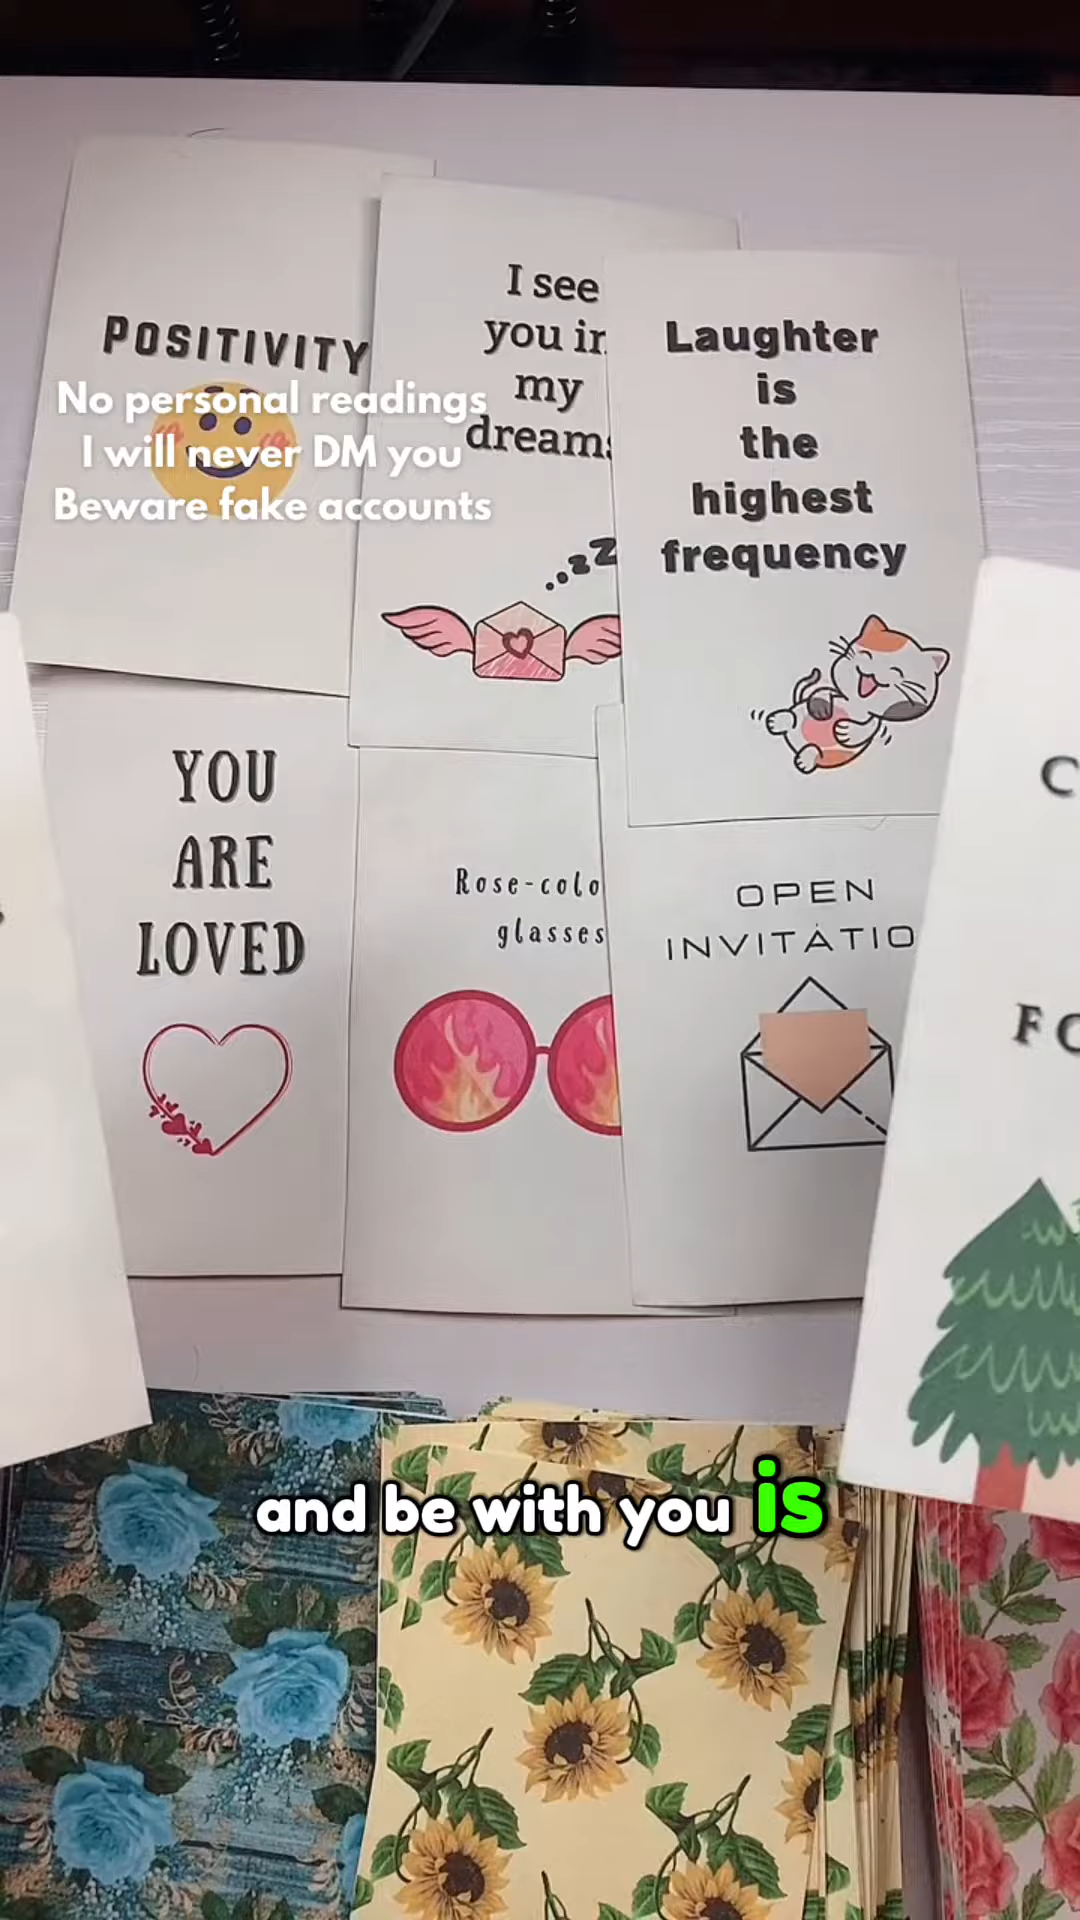 POSITIVITY
No personal readings
I will never DM you
Beware fake accounts
I see
you in
my
dreams
Laughter
is
the
highest
frequency
YOU
ARE
LOVED
Rose-colo
glasses
OPEN
INVITATIO
C
FO
and be with you is